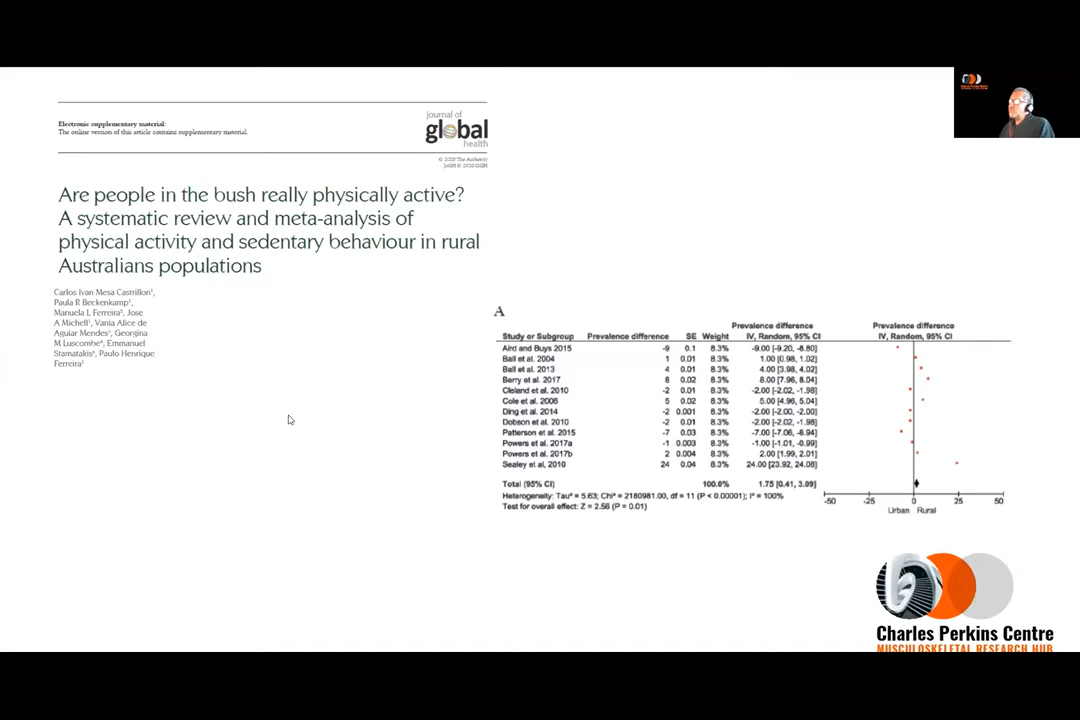 Electronic supplementary material:
The online version of this article contains supplementary material.
journal of
global
health
© 2020 The Author(s)
JoGH © 2020 ISGH
Are people in the bush really physically active?
A systematic review and meta-analysis of
physical activity and sedentary behaviour in rural
Australians populations
Carlos Ivan Mesa Castrillon1,
Paula R Beckenkamp1,
Manuela L Ferreira2, Jose
A Michell1, Vania Alice de
Aguiar Mendes3, Georgina
M Luscombe4, Emmanuel
Stamatakis5, Paulo Henrique
Ferreira1
A
Prevalence difference Prevalence difference
Study or Subgroup Prevalence difference SE Weight IV, Random, 95% CI IV, Random, 95% CI
Aird and Buys 2015 -9 0.1 8.3% -9.00 [-9.20, -8.80]
Ball et al. 2004 1 0.01 8.3% 1.00 [0.98, 1.02]
Ball et al. 2013 4 0.01 8.3% 4.00 [3.98, 4.02]
Berry et al. 2017 8 0.02 8.3% 8.00 [7.96, 8.04]
Cleland et al. 2010 -2 0.01 8.3% -2.00 [-2.02, -1.98]
Cole et al. 2006 5 0.02 8.3% 5.00 [4.96, 5.04]
Ding et al. 2014 -2 0.001 8.3% -2.00 [-2.00, -2.00]
Dobson et al. 2010 -2 0.01 8.3% -2.00 [-2.02, -1.98]
Patterson et al. 2015 -7 0.03 8.3% -7.00 [-7.06, -6.94]
Powers et al. 2017a -1 0.003 8.3% -1.00 [-1.01, -0.99]
Powers et al. 2017b 2 0.004 8.3% 2.00 [1.99, 2.01]
Sealey et al, 2010 24 0.04 8.3% 24.00 [23.92, 24.08]
Total (95% CI) 100.0% 1.75 [0.41, 3.09]
Heterogeneity: Tau² = 5.63; Chi² = 2180981.00, df = 11 (P < 0.00001); I² = 100%
Test for overall effect: Z = 2.56 (P = 0.01)
-50 -25 0 25 50
Urban Rural
Charles Perkins Centre
MUSCULOSKELETAL RESEARCH HUB